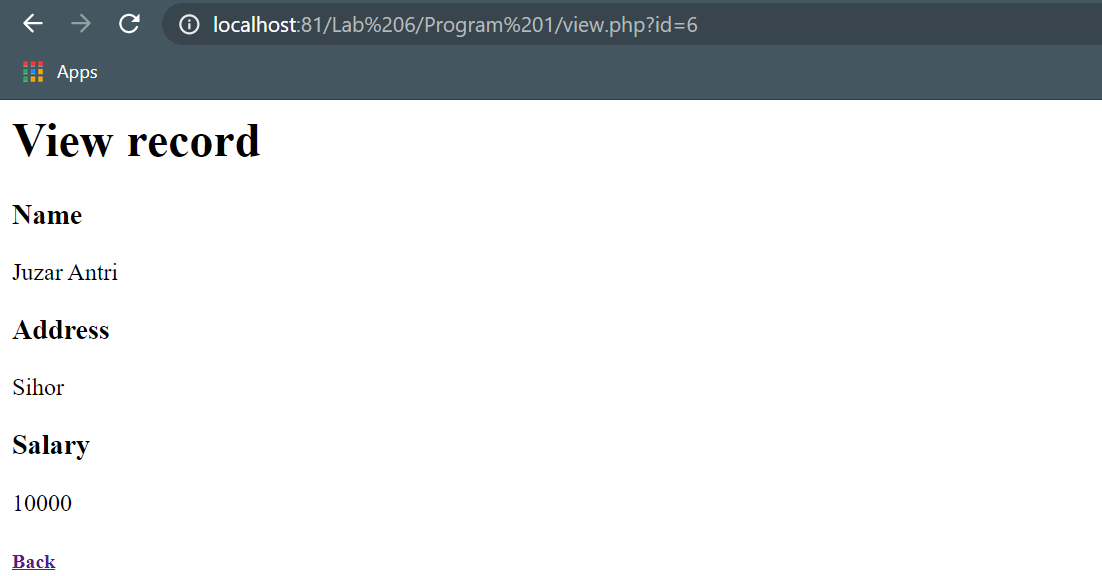 localhost:81/Lab%206/Program%201/view.php?id=6
Apps
View record
Name
Juzar Antri
Address
Sihor
Salary
10000
Back